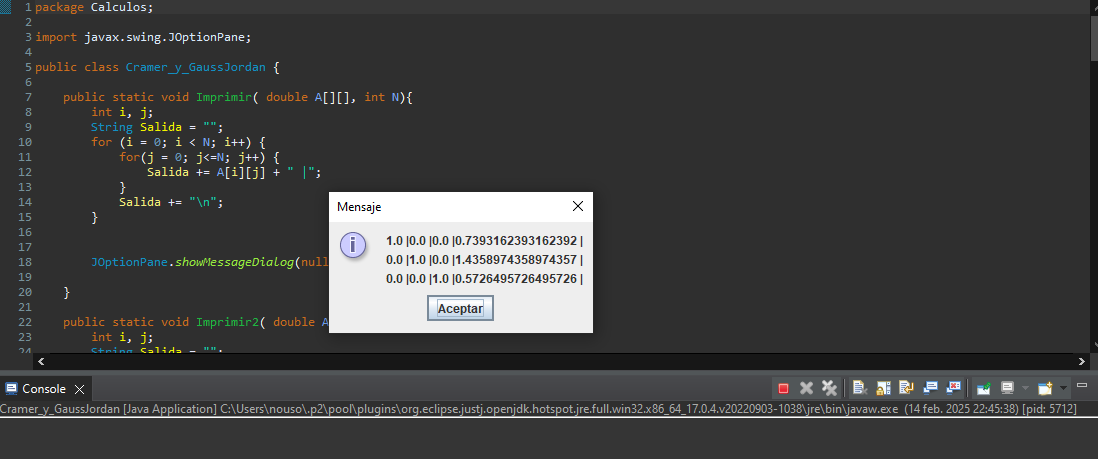 1 package Calculos;
2
3 import javax.swing.JOptionPane;
4
5 public class Cramer_y_GaussJordan {
6
7 public static void Imprimir( double A[][], int N){
8 int i, j;
9 String Salida = "";
10 for (i = 0; i < N; i++) {
11 for(j = 0; j<=N; j++) {
12 Salida += A[i][j] + " |";
13 }
14 Salida += "\n";
15 }
16
17
18 JOptionPane.showMessageDialog(null
19
20 }
21
22 public static void Imprimir2( double A
23 int i, j;
24 String Salida = "";
Mensaje
1.0 |0.0 |0.0 |0.7393162393162392 |
0.0 |1.0 |0.0 |1.4358974358974357 |
0.0 |0.0 |1.0 |0.5726495726495726 |
Aceptar
Console
Cramer_y_GaussJordan [Java Application] C:\Users\nouso\.p2\pool\plugins\org.eclipse.justj.openjdk.hotspot.jre.full.win32.x86_64_17.0.4.v20220903-1038\jre\bin\javaw.exe (14 feb. 2025 22:45:38) [pid: 5712]